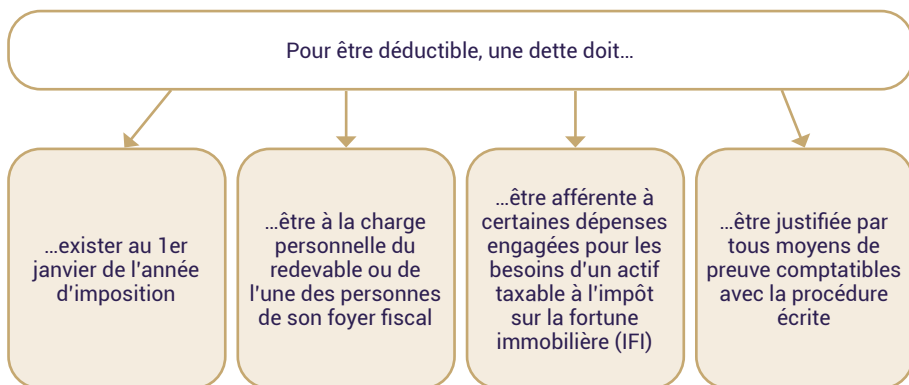 Pour être déductible, une dette doit...
...exister au 1er
janvier de l'année
d'imposition
...être à la charge
personnelle du
redevable ou de
l'une des personnes
de son foyer fiscal
...être afférente à
certaines dépenses
engagées pour les
besoins d'un actif
taxable à l'impôt
sur la fortune
immobilière (IFI)
...être justifiée par
tous moyens de
preuve comptatibles
avec la procédure
écrite